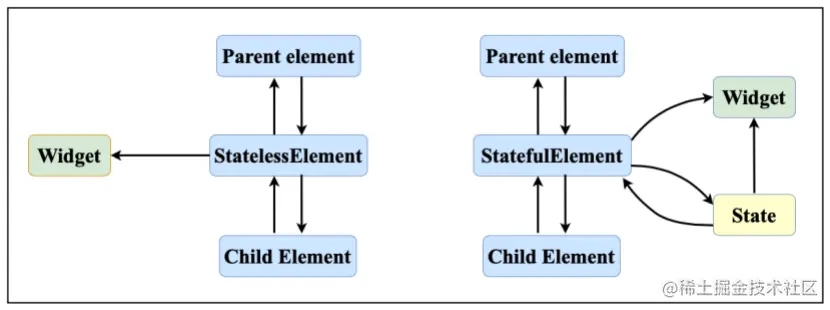 Parent element
Widget
StatelessElement
Child Element
Parent element
Widget
StatefulElement
State
Child Element
@稀土掘金技术社区